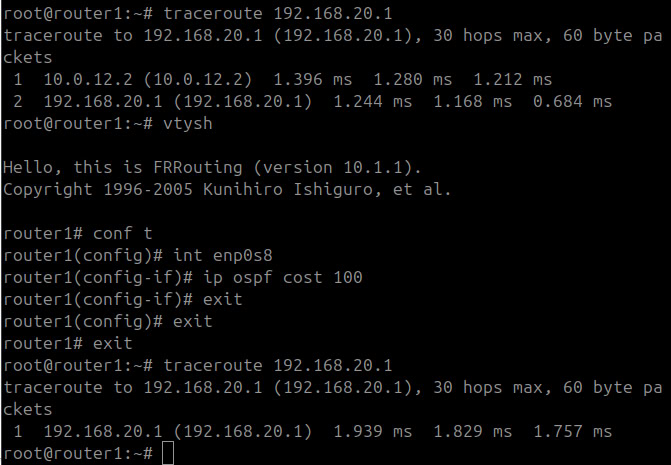 root@router1:~# traceroute 192.168.20.1
traceroute to 192.168.20.1 (192.168.20.1), 30 hops max, 60 byte pa
ckets
 1  10.0.12.2 (10.0.12.2)  1.396 ms  1.280 ms  1.212 ms
 2  192.168.20.1 (192.168.20.1)  1.244 ms  1.168 ms  0.684 ms
root@router1:~# vtysh

Hello, this is FRRouting (version 10.1.1).
Copyright 1996-2005 Kunihiro Ishiguro, et al.

router1# conf t
router1(config)# int enp0s8
router1(config-if)# ip ospf cost 100
router1(config-if)# exit
router1(config)# exit
router1# exit
root@router1:~# traceroute 192.168.20.1
traceroute to 192.168.20.1 (192.168.20.1), 30 hops max, 60 byte pa
ckets
 1  192.168.20.1 (192.168.20.1)  1.939 ms  1.829 ms  1.757 ms
root@router1:~#